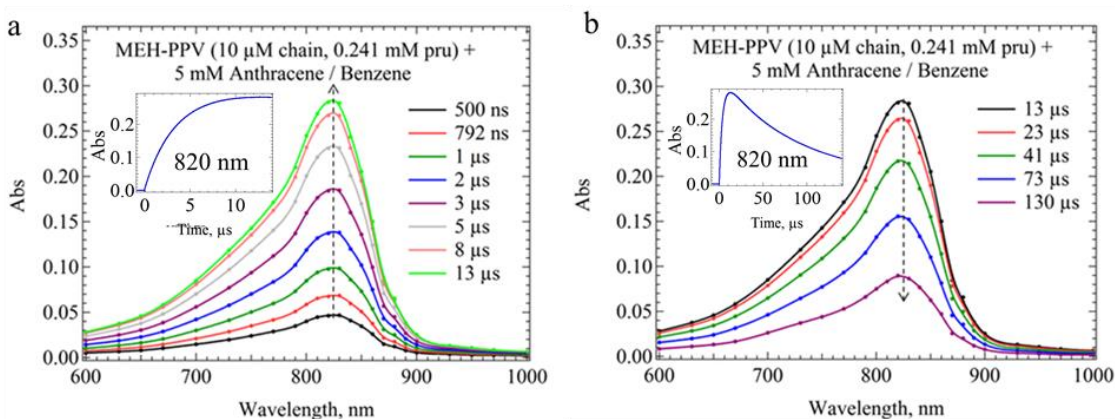 a
MEH-PPV (10 µM chain, 0.241 mM pru) +
5 mM Anthracene / Benzene
0.35
0.30
0.25
0.20
0.15
0.10
0.05
0.00
Abs
600
700
800
900
1000
Wavelength, nm
0.2
0.1
0.0
Abs
820 nm
0
5
10
Time, µs
500 ns
792 ns
1 µs
2 µs
3 µs
5 µs
8 µs
13 µs
b
MEH-PPV (10 µM chain, 0.241 mM pru) +
5 mM Anthracene / Benzene
0.35
0.30
0.25
0.20
0.15
0.10
0.05
0.00
Abs
600
700
800
900
1000
Wavelength, nm
0.2
0.1
0.0
Abs
820 nm
0
50
100
Time, µs
13 µs
23 µs
41 µs
73 µs
130 µs